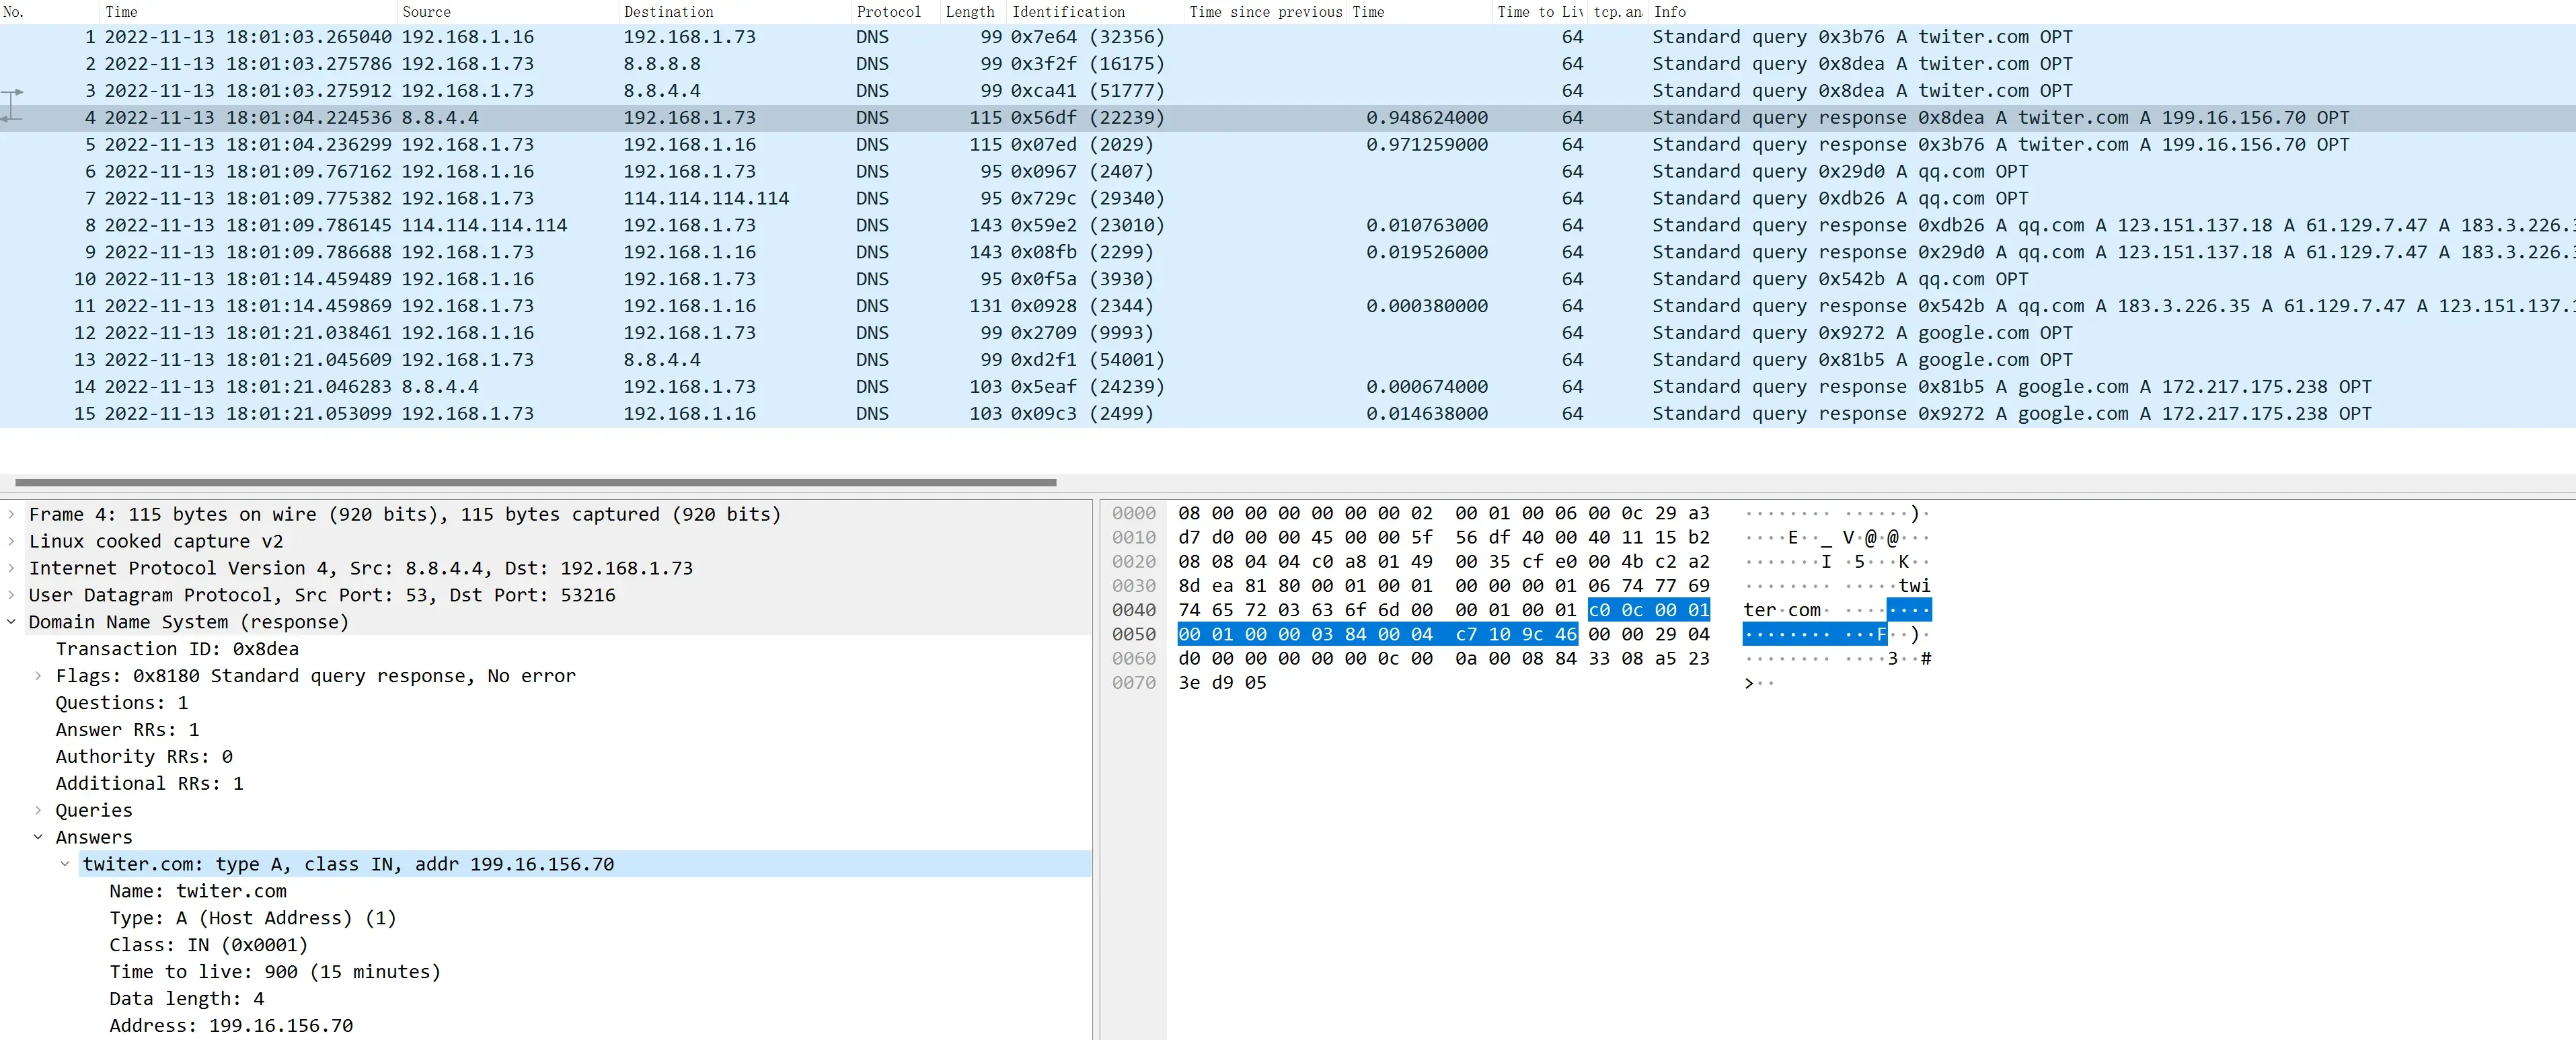 No. Time Source Destination Protocol Length Identification Time since previous Time Time to Liv tcp.an Info
1 2022-11-13 18:01:03.265040 192.168.1.16 192.168.1.73 DNS 99 0x7e64 (32356) 64 Standard query 0x3b76 A twiter.com OPT
2 2022-11-13 18:01:03.275786 192.168.1.73 8.8.8.8 DNS 99 0x3f2f (16175) 64 Standard query 0x8dea A twiter.com OPT
3 2022-11-13 18:01:03.275912 192.168.1.73 8.8.4.4 DNS 99 0xca41 (51777) 64 Standard query 0x8dea A twiter.com OPT
4 2022-11-13 18:01:04.224536 8.8.4.4 192.168.1.73 DNS 115 0x56df (22239) 0.948624000 64 Standard query response 0x8dea A twiter.com A 199.16.156.70 OPT
5 2022-11-13 18:01:04.236299 192.168.1.73 192.168.1.16 DNS 115 0x07ed (2029) 0.971259000 64 Standard query response 0x3b76 A twiter.com A 199.16.156.70 OPT
6 2022-11-13 18:01:09.767162 192.168.1.16 192.168.1.73 DNS 95 0x0967 (2407) 64 Standard query 0x29d0 A qq.com OPT
7 2022-11-13 18:01:09.775382 192.168.1.73 114.114.114.114 DNS 95 0x729c (29340) 64 Standard query 0xdb26 A qq.com OPT
8 2022-11-13 18:01:09.786145 114.114.114.114 192.168.1.73 DNS 143 0x59e2 (23010) 0.010763000 64 Standard query response 0xdb26 A qq.com A 123.151.137.18 A 61.129.7.47 A 183.3.226.
9 2022-11-13 18:01:09.786688 192.168.1.73 192.168.1.16 DNS 143 0x08fb (2299) 0.019526000 64 Standard query response 0x29d0 A qq.com A 123.151.137.18 A 61.129.7.47 A 183.3.226.
10 2022-11-13 18:01:14.459489 192.168.1.16 192.168.1.73 DNS 95 0x0f5a (3930) 64 Standard query 0x542b A qq.com OPT
11 2022-11-13 18:01:14.459869 192.168.1.73 192.168.1.16 DNS 131 0x0928 (2344) 0.000380000 64 Standard query response 0x542b A qq.com A 183.3.226.35 A 61.129.7.47 A 123.151.137.
12 2022-11-13 18:01:21.038461 192.168.1.16 192.168.1.73 DNS 99 0x2709 (9993) 64 Standard query 0x9272 A google.com OPT
13 2022-11-13 18:01:21.045609 192.168.1.73 8.8.4.4 DNS 99 0xd2f1 (54001) 64 Standard query 0x81b5 A google.com OPT
14 2022-11-13 18:01:21.046283 8.8.4.4 192.168.1.73 DNS 103 0x5eaf (24239) 0.000674000 64 Standard query response 0x81b5 A google.com A 172.217.175.238 OPT
15 2022-11-13 18:01:21.053099 192.168.1.73 192.168.1.16 DNS 103 0x09c3 (2499) 0.014638000 64 Standard query response 0x9272 A google.com A 172.217.175.238 OPT
Frame 4: 115 bytes on wire (920 bits), 115 bytes captured (920 bits)
Linux cooked capture v2
Internet Protocol Version 4, Src: 8.8.4.4, Dst: 192.168.1.73
User Datagram Protocol, Src Port: 53, Dst Port: 53216
Domain Name System (response)
Transaction ID: 0x8dea
Flags: 0x8180 Standard query response, No error
Questions: 1
Answer RRs: 1
Authority RRs: 0
Additional RRs: 1
Queries
Answers
twiter.com: type A, class IN, addr 199.16.156.70
Name: twiter.com
Type: A (Host Address) (1)
Class: IN (0x0001)
Time to live: 900 (15 minutes)
Data length: 4
Address: 199.16.156.70
0000 08 00 00 00 00 00 00 02 00 01 00 06 00 0c 29 a3 ········ ······)·
0010 d7 d0 00 00 45 00 00 5f 56 df 40 00 40 11 15 b2 ····E··_ V·@·@···
0020 08 08 04 04 c0 a8 01 49 00 35 cf e0 00 4b c2 a2 ·······I ·5···K··
0030 8d ea 81 80 00 01 00 01 00 00 00 01 06 74 77 69 ········ ·····twi
0040 74 65 72 03 63 6f 6d 00 00 01 00 01 c0 0c 00 01 ter·com· ········
0050 00 01 00 00 03 84 00 04 c7 10 9c 46 00 00 29 04 ········ ···F··)·
0060 d0 00 00 00 00 00 0c 00 0a 00 08 84 33 08 a5 23 ········ ····3··#
0070 3e d9 05 >··